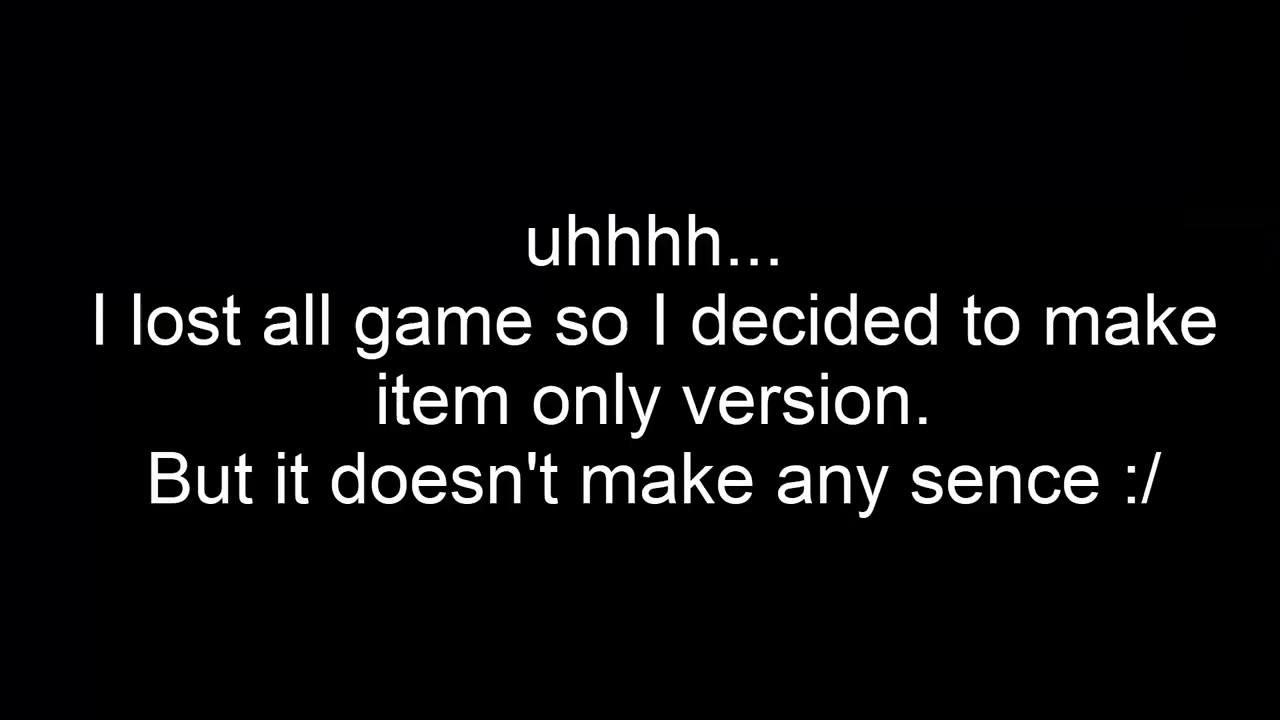 uhhhh...
I lost all game so I decided to make
item only version.
But it doesn't make any sence :/